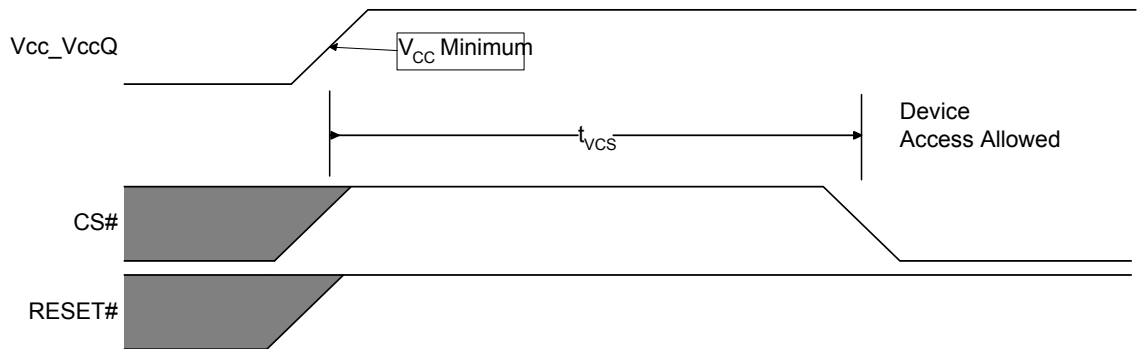 Vcc_VccQ
VCC Minimum
tVCS
Device
Access Allowed
CS#
RESET#